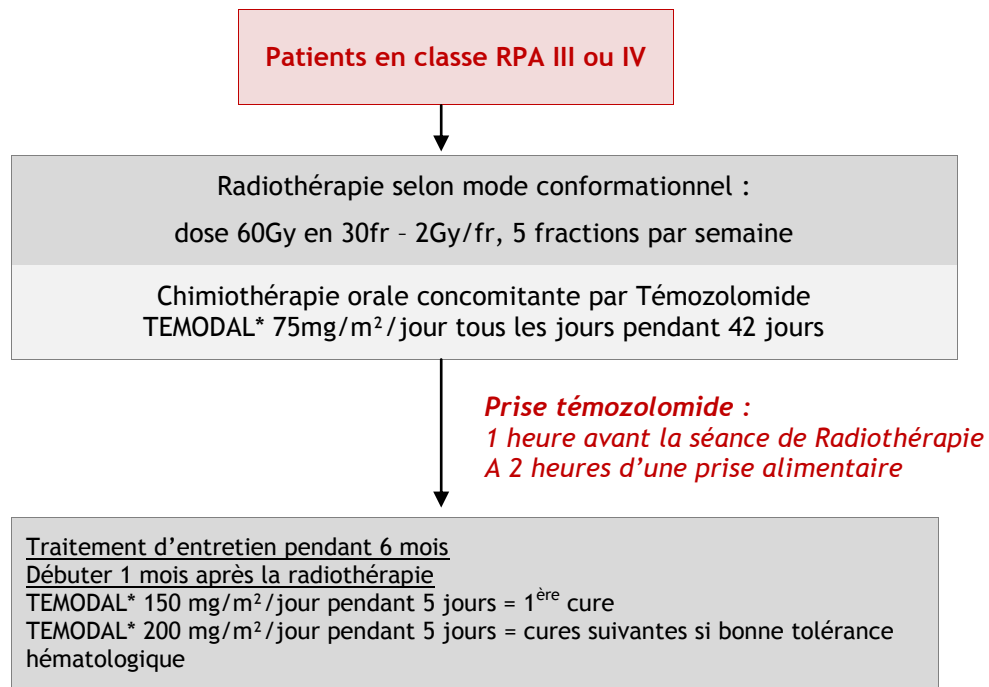 Patients en classe RPA III ou IV
Radiothérapie selon mode conformationnel :
dose 60Gy en 30fr – 2Gy/fr, 5 fractions par semaine
Chimiothérapie orale concomitante par Témozolomide
TEMODAL* 75mg/m²/jour tous les jours pendant 42 jours
Prise témozolomide :
1 heure avant la séance de Radiothérapie
A 2 heures d’une prise alimentaire
Traitement d’entretien pendant 6 mois
Débuter 1 mois après la radiothérapie
TEMODAL* 150 mg/m²/jour pendant 5 jours = 1ère cure
TEMODAL* 200 mg/m²/jour pendant 5 jours = cures suivantes si bonne tolérance
hématologique